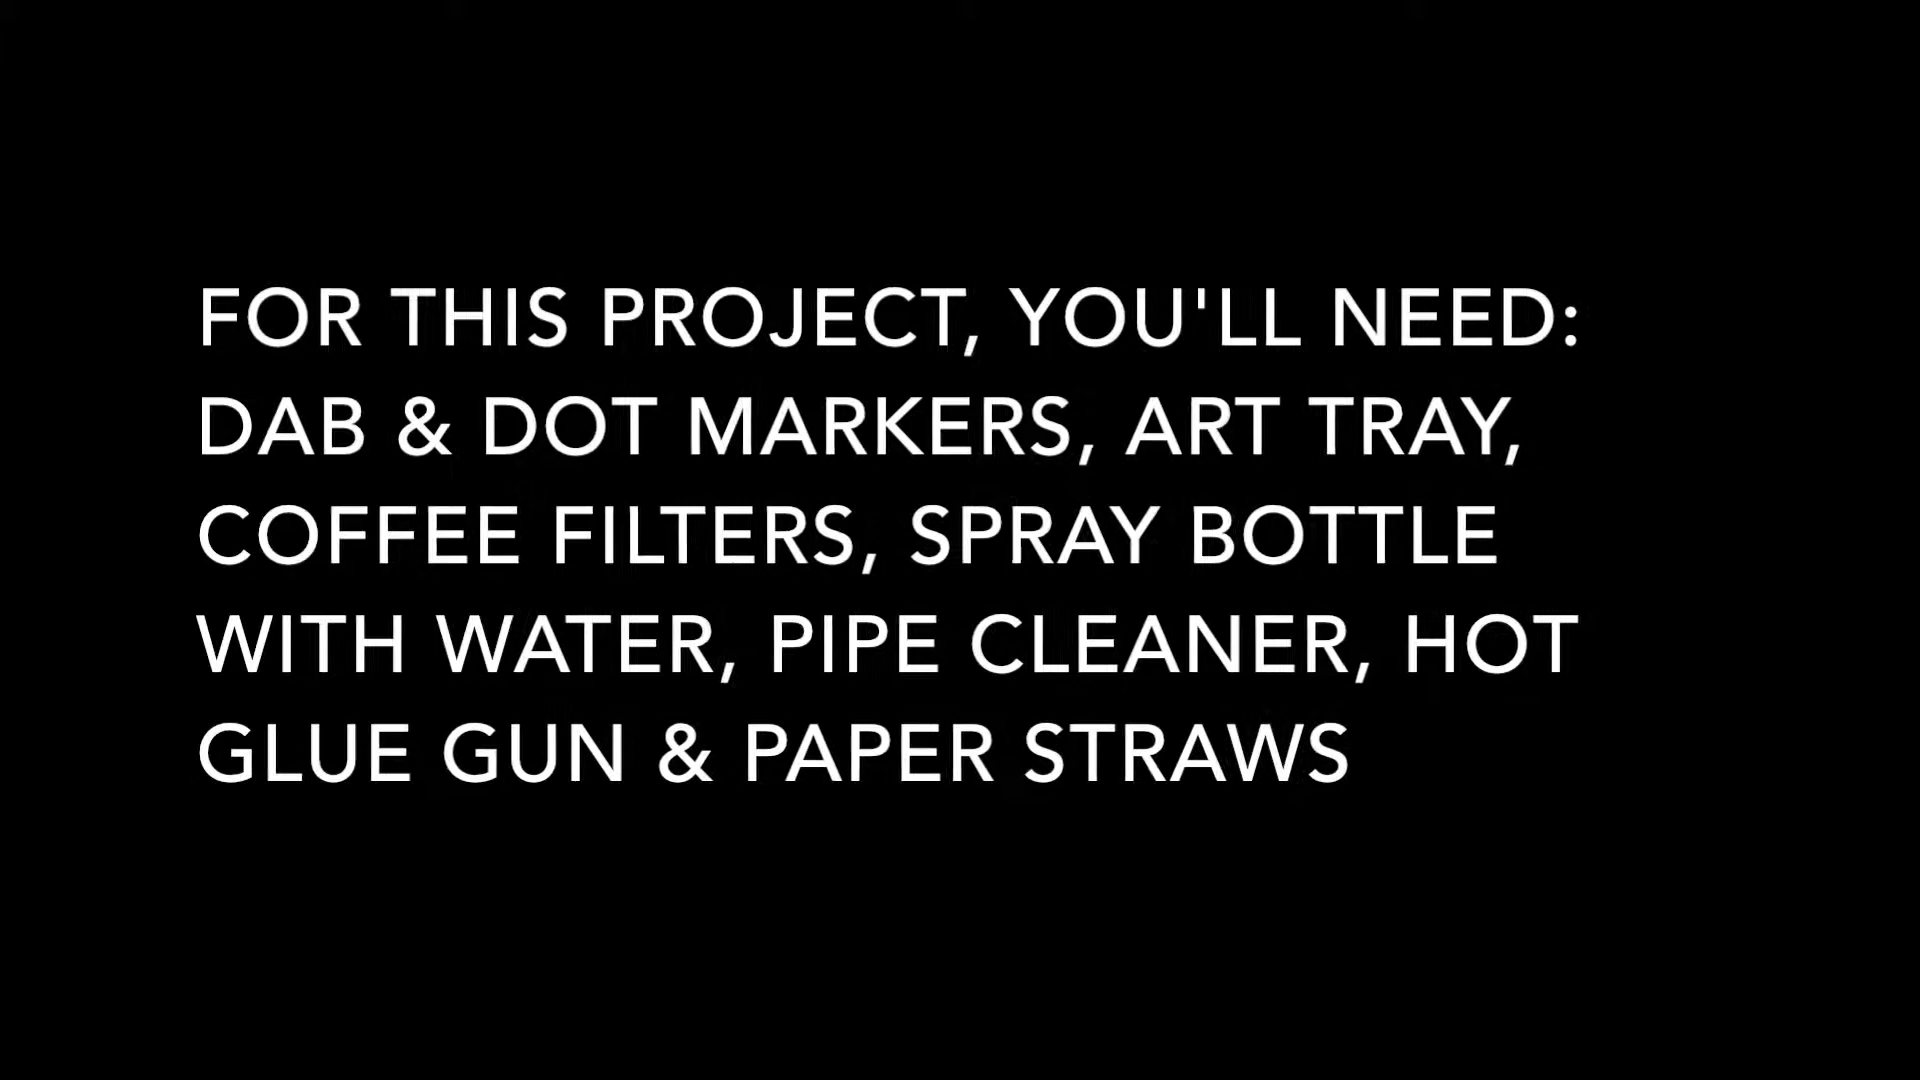 FOR THIS PROJECT, YOU'LL NEED:
DAB & DOT MARKERS, ART TRAY,
COFFEE FILTERS, SPRAY BOTTLE
WITH WATER, PIPE CLEANER, HOT
GLUE GUN & PAPER STRAWS